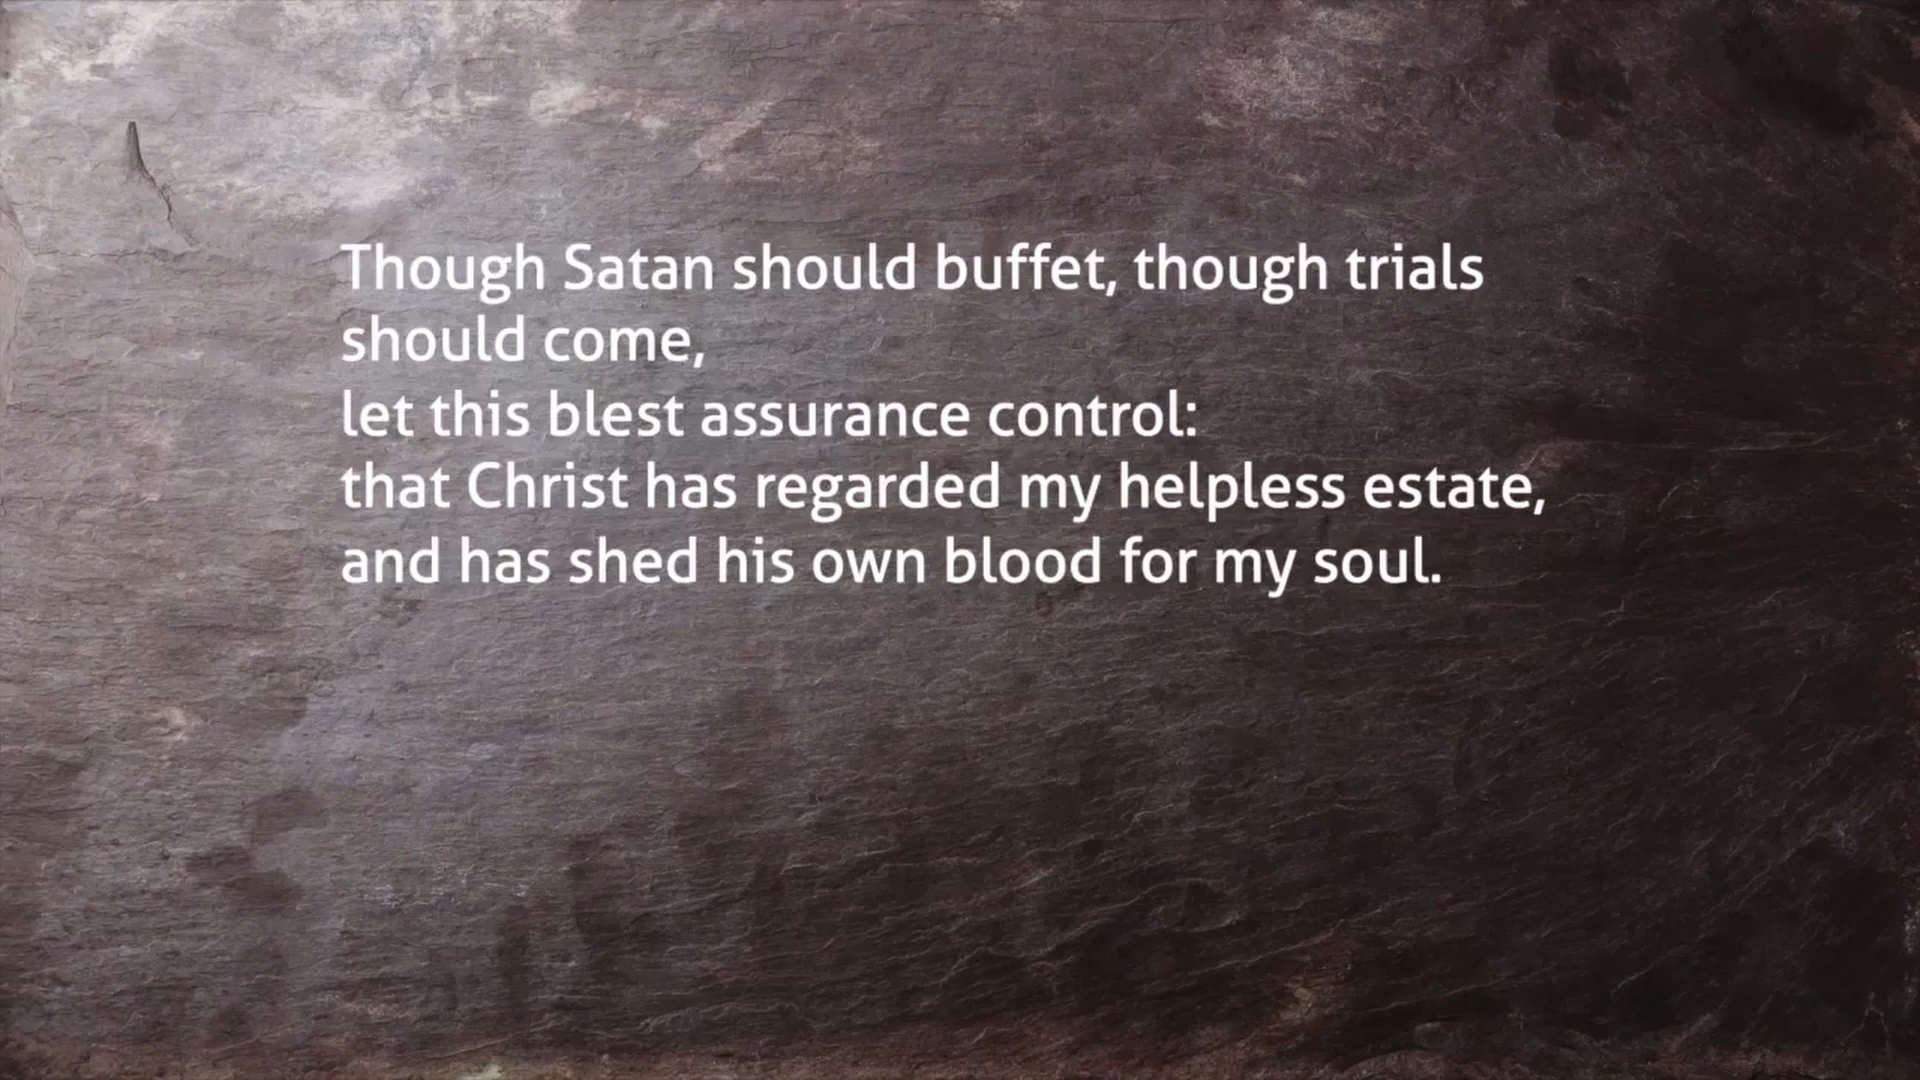 Though Satan should buffet, though trials
should come,
let this blest assurance control:
that Christ has regarded my helpless estate,
and has shed his own blood for my soul.